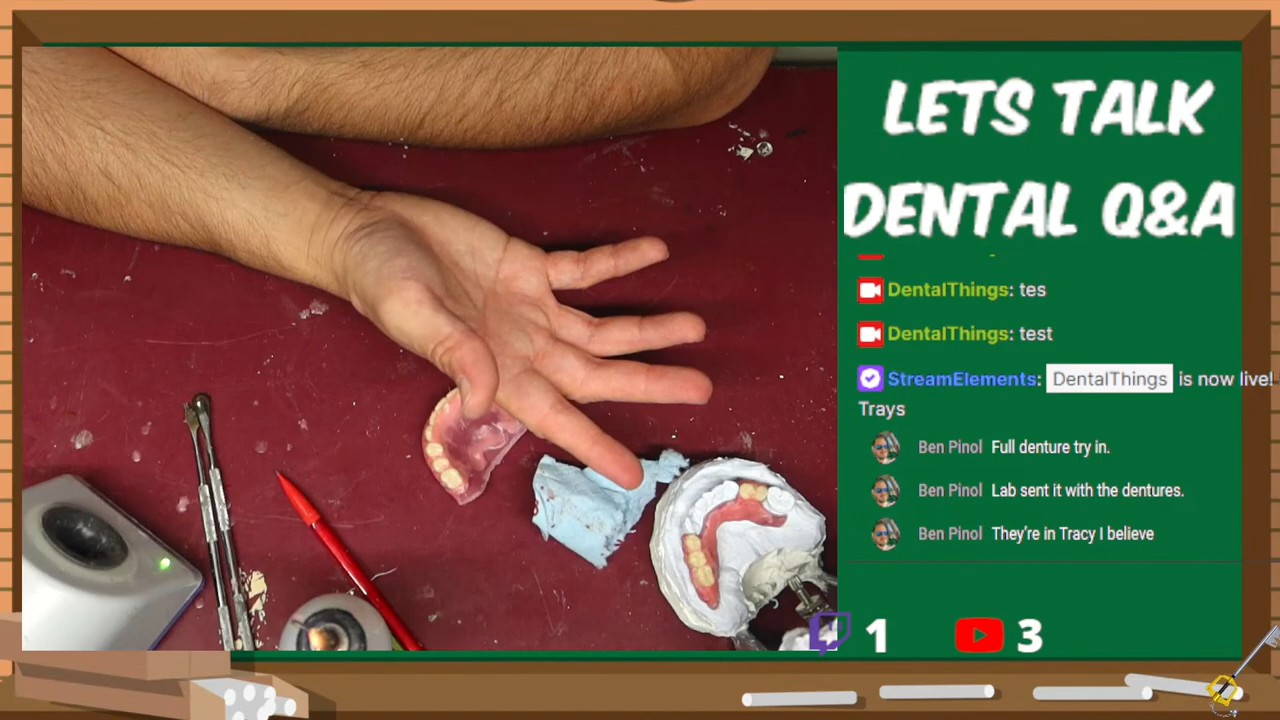 LETS TALK
DENTAL Q&A
DentalThings: tes
DentalThings: test
StreamElements: DentalThings is now live!
Trays
Ben Pinol Full denture try in.
Ben Pinol Lab sent it with the dentures.
Ben Pinol They're in Tracy I believe
1 3